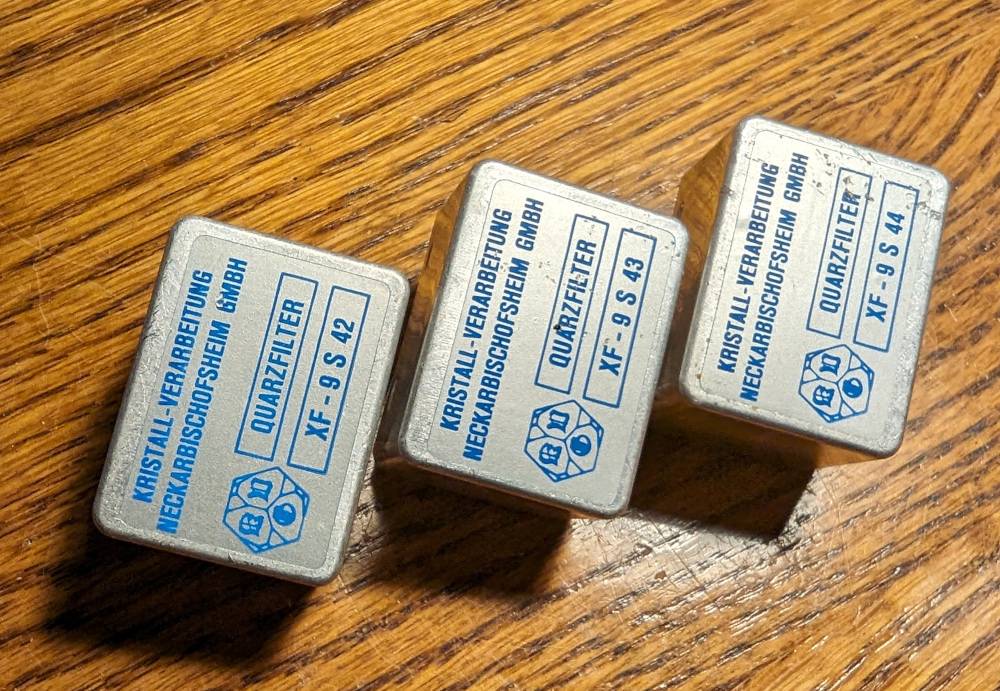 KRISTALL-VERARBEITUNG
NECKARBISCHOFSHEIM GMBH
QUARZFILTER
XF - 9 S 42
KRISTALL-VERARBEITUNG
NECKARBISCHOFSHEIM GMBH
QUARZFILTER
XF - 9 S 43
KRISTALL-VERARBEITUNG
NECKARBISCHOFSHEIM GMBH
QUARZFILTER
XF - 9 S 44